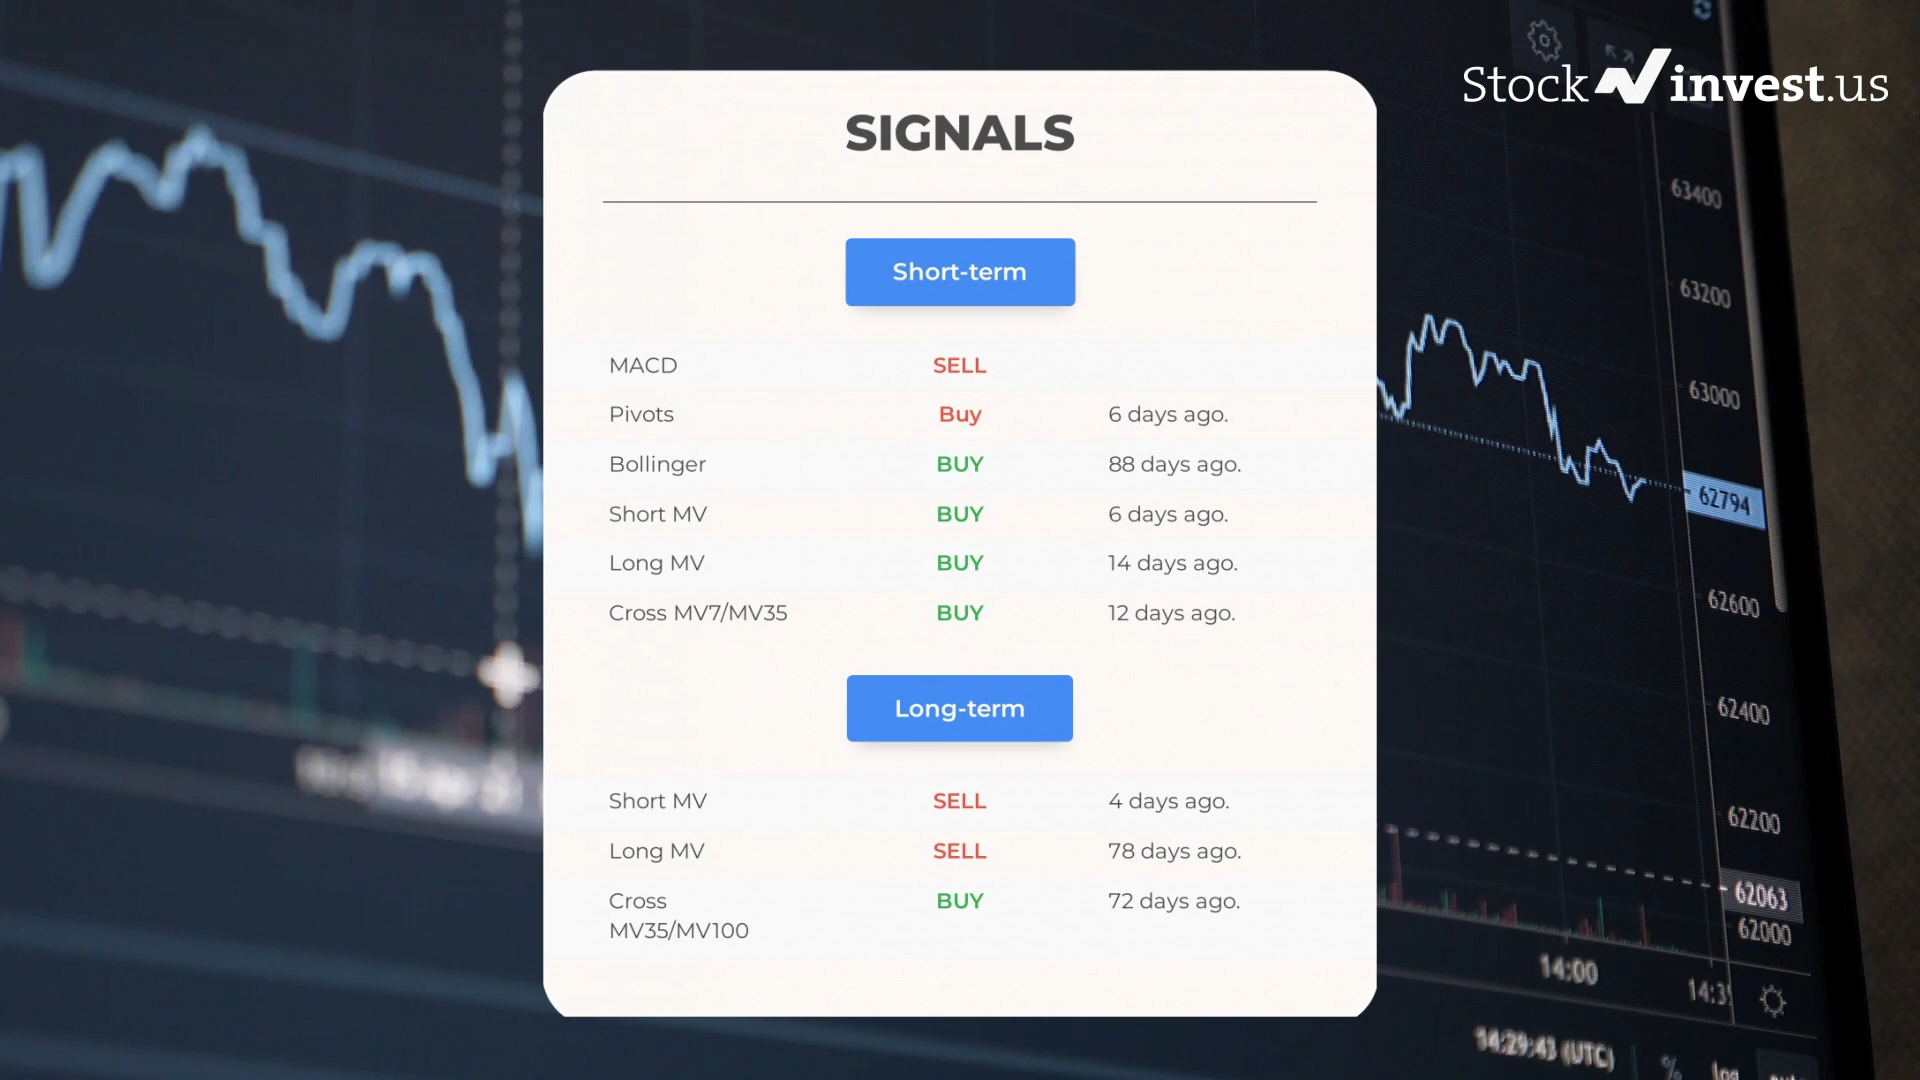 Stock invest.us
SIGNALS
Short-term
MACD SELL
Pivots Buy 6 days ago.
Bollinger BUY 88 days ago.
Short MV BUY 6 days ago.
Long MV BUY 14 days ago.
Cross MV7/MV35 BUY 12 days ago.
Long-term
Short MV SELL 4 days ago.
Long MV SELL 78 days ago.
Cross BUY 72 days ago.
MV35/MV100
63400
63200
63000
62794
62600
62400
62200
62063
62000
14:00
14:29:43 (UTC)
%